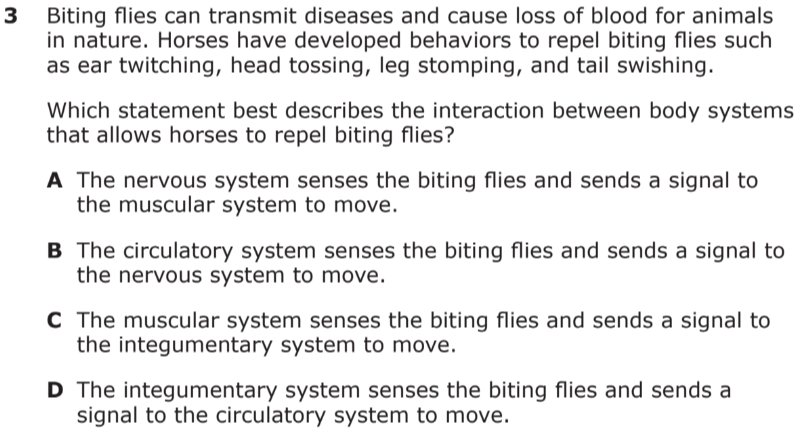 3 Biting flies can transmit diseases and cause loss of blood for animals
in nature. Horses have developed behaviors to repel biting flies such
as ear twitching, head tossing, leg stomping, and tail swishing.
Which statement best describes the interaction between body systems
that allows horses to repel biting flies?
A The nervous system senses the biting flies and sends a signal to
the muscular system to move.
B The circulatory system senses the biting flies and sends a signal to
the nervous system to move.
C The muscular system senses the biting flies and sends a signal to
the integumentary system to move.
D The integumentary system senses the biting flies and sends a
signal to the circulatory system to move.